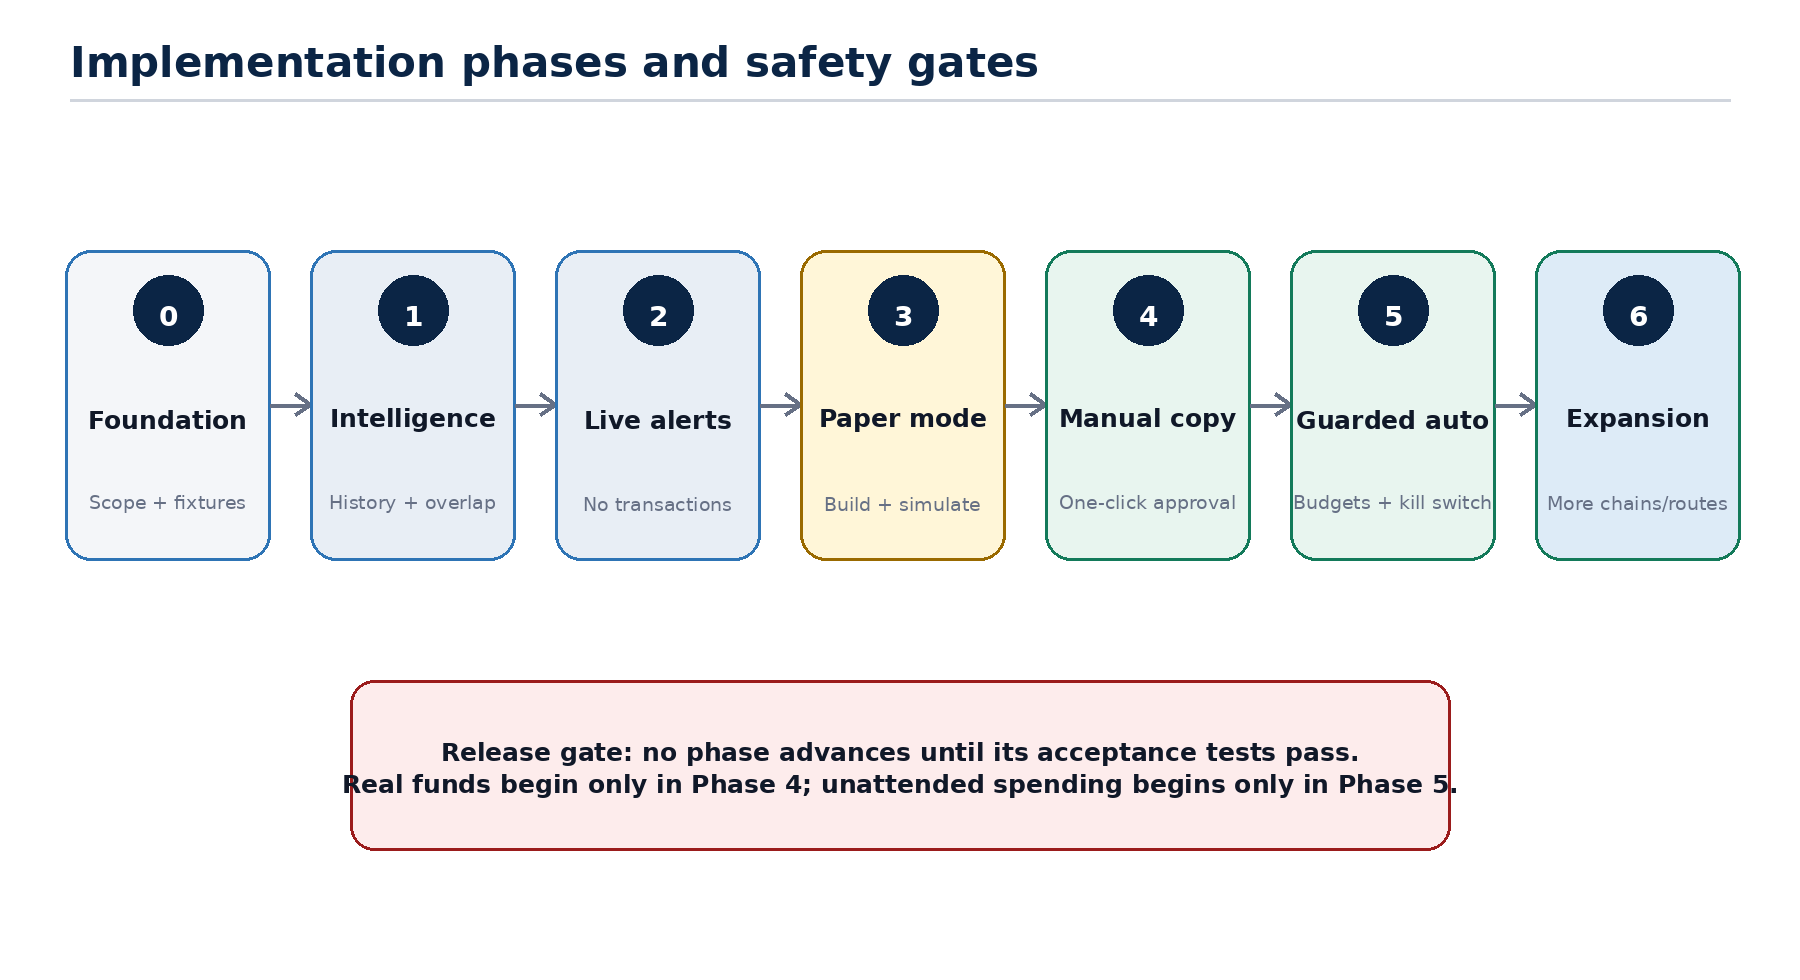 Implementation phases and safety gates
0
1
2
3
4
5
6
Foundation
Intelligence
Live alerts
Paper mode
Manual copy
Guarded auto
Expansion
Scope + fixtures
History + overlap
No transactions
Build + simulate
One-click approval
Budgets + kill switch
More chains/routes
Release gate: no phase advances until its acceptance tests pass.
Real funds begin only in Phase 4; unattended spending begins only in Phase 5.